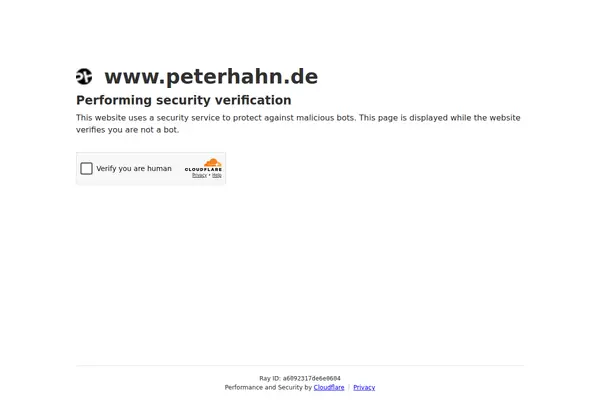 www.peterhahn.de
Performing security verification
This website uses a security service to protect against malicious bots. This page is displayed while the website
verifies you are not a bot.
Verify you are human
CLOUDFLARE
Privacy • Help
Ray ID: a6092317de6e0604
Performance and Security by Cloudflare | Privacy